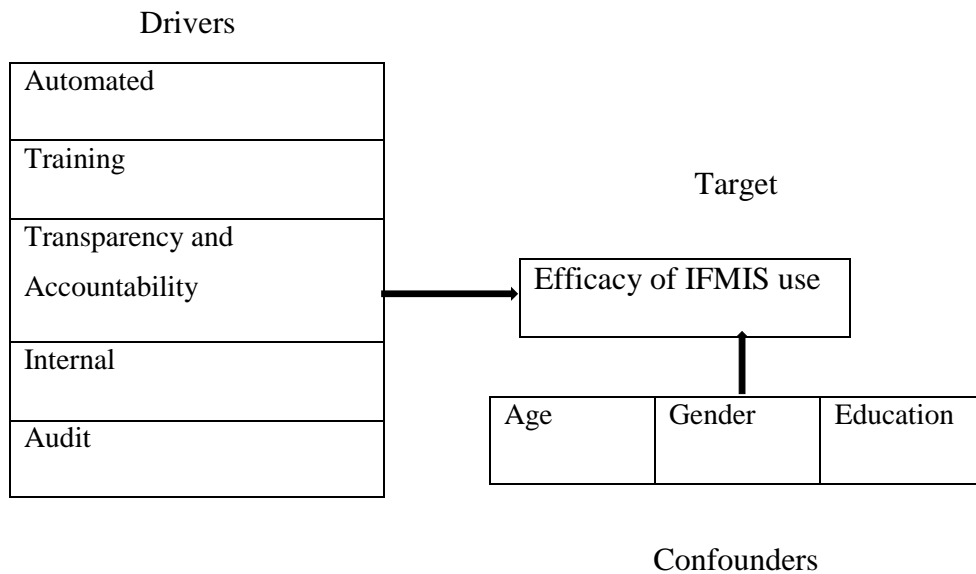 Drivers
Automated
Training
Transparency and
Accountability
Internal
Audit
Target
Efficacy of IFMIS use
Age
Gender
Education
Confounders